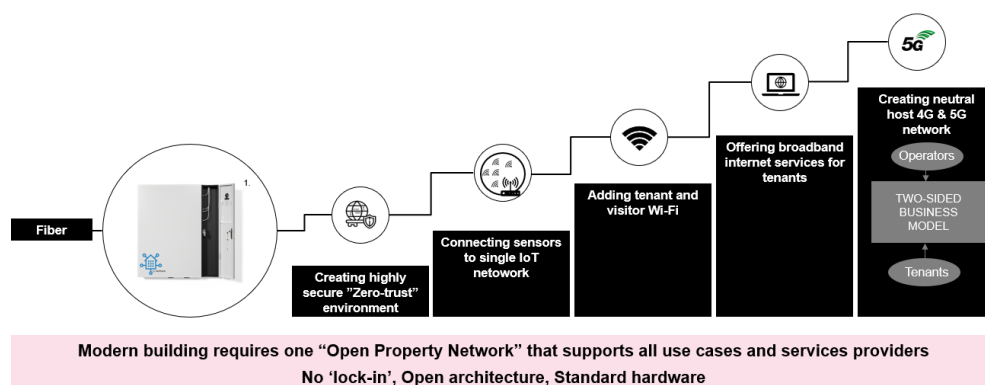 5G
Creating neutral
host 4G & 5G
network
Operators
TWO-SIDED
BUSINESS
MODEL
Tenants
Offering broadband
internet services for
tenants
Adding tenant and
visitor Wi-Fi
Connecting sensors
to single IoT
netowork
1.
Fiber
Creating highly
secure ”Zero-trust”
environment
Modern building requires one “Open Property Network” that supports all use cases and services providers
No ‘lock-in’, Open architecture, Standard hardware